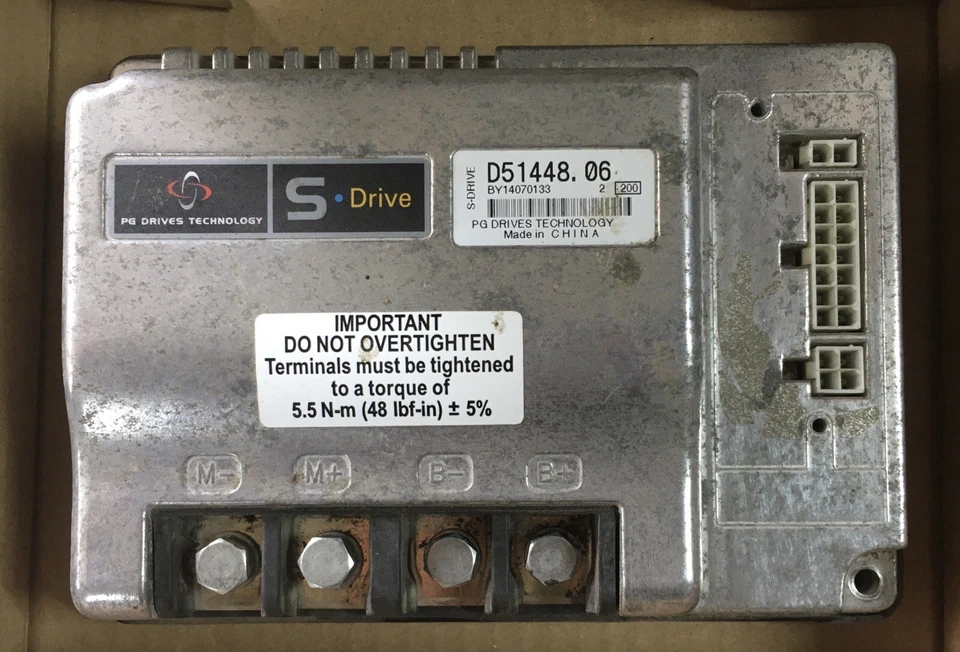 PG DRIVES TECHNOLOGY
S•Drive
S-DRIVE
D51448.06
BY14070133 2 200
PG DRIVES TECHNOLOGY
Made in CHINA
IMPORTANT
DO NOT OVERTIGHTEN
Terminals must be tightened
to a torque of
5.5 N-m (48 lbf-in) ± 5%
M- M+ B- B+